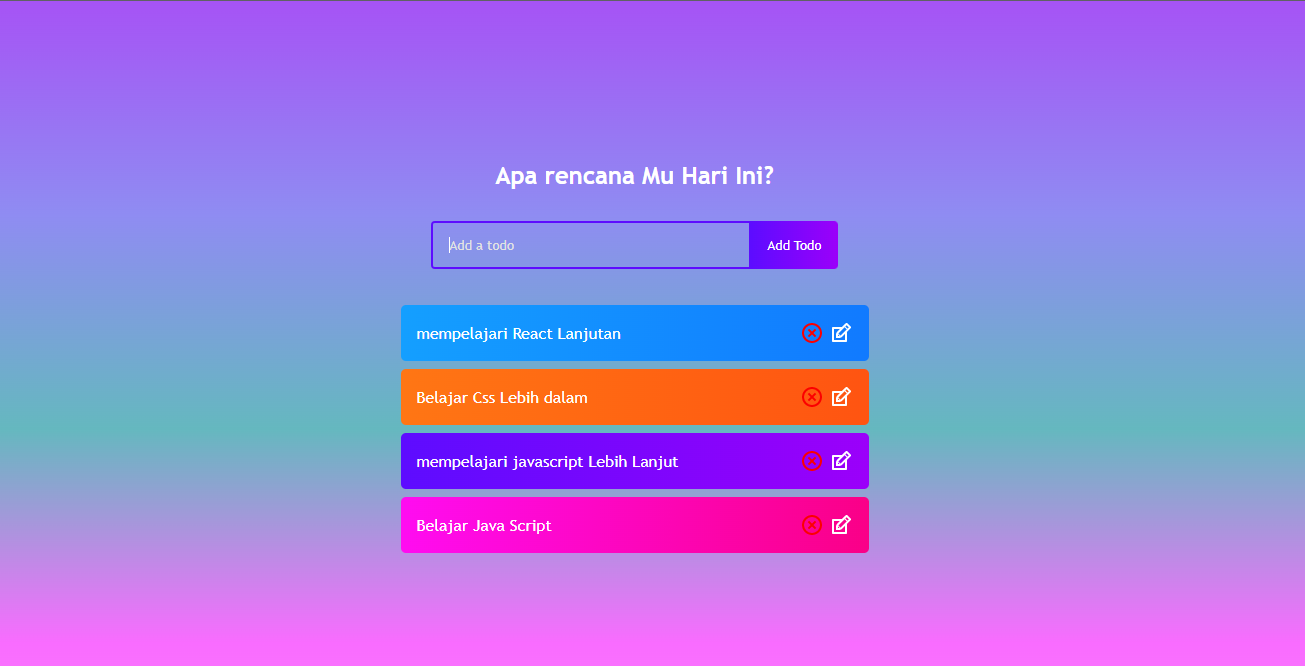 Apa rencana Mu Hari Ini?
Add a todo
Add Todo
mempelajari React Lanjutan
Belajar Css Lebih dalam
mempelajari javascript Lebih Lanjut
Belajar Java Script